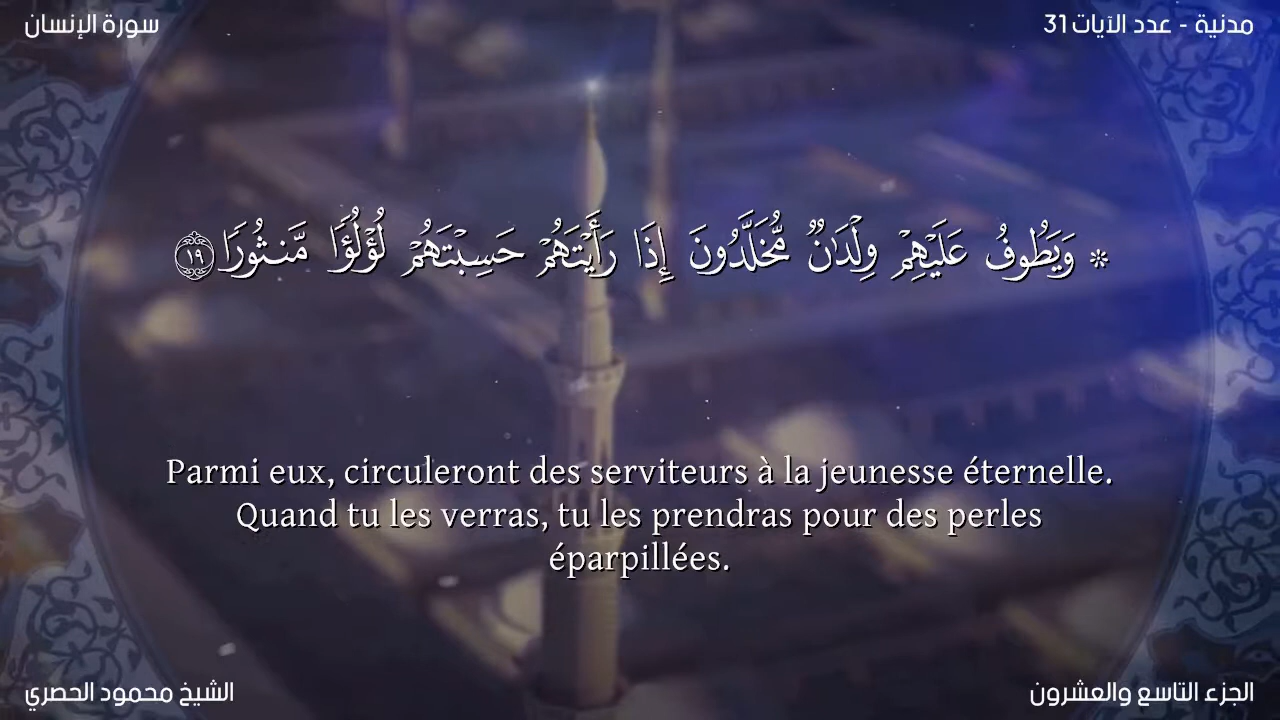 سورة الإنسان
مدنية - عدد الآيات 31
۞ وَيَطُوفُ عَلَيْهِمْ وِلْدَٰنٌ مُّخَلَّدُونَ إِذَا رَأَيْتَهُمْ حَسِبْتَهُمْ لُؤْلُؤًا مَّنثُورًا ١٩
Parmi eux, circuleront des serviteurs à la jeunesse éternelle.
Quand tu les verras, tu les prendras pour des perles
éparpillées.
الشيخ محمود الحصري
الجزء التاسع والعشرون